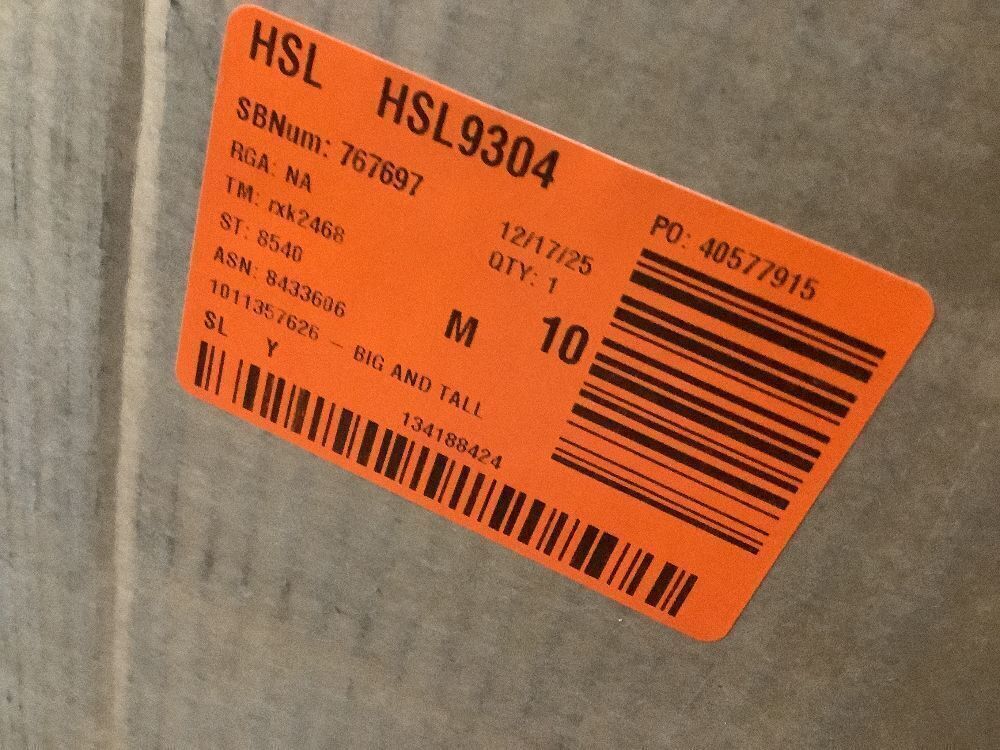 HSL HSL9304
SBNum: 767697
RGA: NA
TM: rxk2468
ST: 8540
ASN: 8433606
1011357626 - BIG AND TALL
SL Y
134188424
12/17/25
QTY: 1
M 10
PO: 40577915